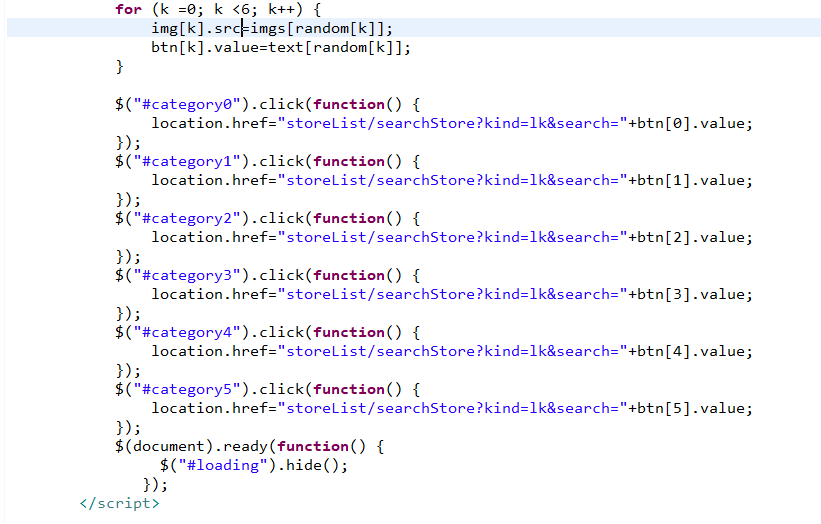 for (k =0; k <6; k++) {
img[k].src=imgs[random[k]];
btn[k].value=text[random[k]];
}
$("#category0").click(function() {
location.href="storeList/searchStore?kind=lk&search="+btn[0].value;
});
$("#category1").click(function() {
location.href="storeList/searchStore?kind=lk&search="+btn[1].value;
});
$("#category2").click(function() {
location.href="storeList/searchStore?kind=lk&search="+btn[2].value;
});
$("#category3").click(function() {
location.href="storeList/searchStore?kind=lk&search="+btn[3].value;
});
$("#category4").click(function() {
location.href="storeList/searchStore?kind=lk&search="+btn[4].value;
});
$("#category5").click(function() {
location.href="storeList/searchStore?kind=lk&search="+btn[5].value;
});
$(document).ready(function() {
$("#loading").hide();
});
</script>